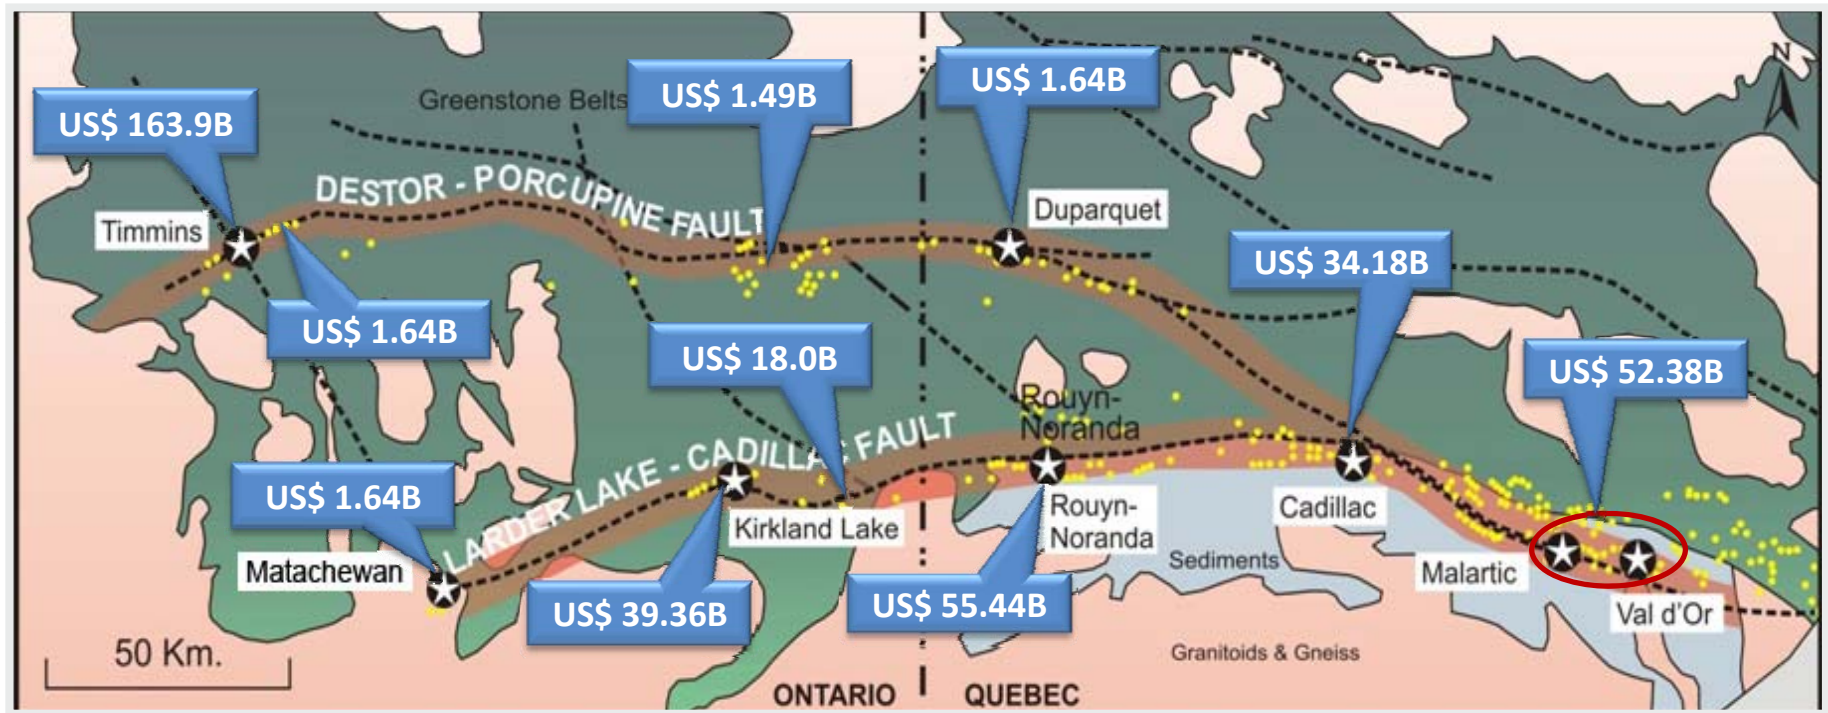 N
US$ 1.64B
US$ 1.49B
Greenstone Belts
US$ 163.9B
DESTOR - PORCUPINE FAULT
Duparquet
Timmins
US$ 34.18B
US$ 1.64B
US$ 18.0B
US$ 52.38B
Rouyn-
Noranda
LARDER LAKE - CADILLAC FAULT
US$ 1.64B
Kirkland Lake
Rouyn-
Noranda
Cadillac
Sediments
Matachewan
Malartic
US$ 39.36B
US$ 55.44B
Val d'Or
50 Km.
Granitoids & Gneiss
ONTARIO
QUEBEC